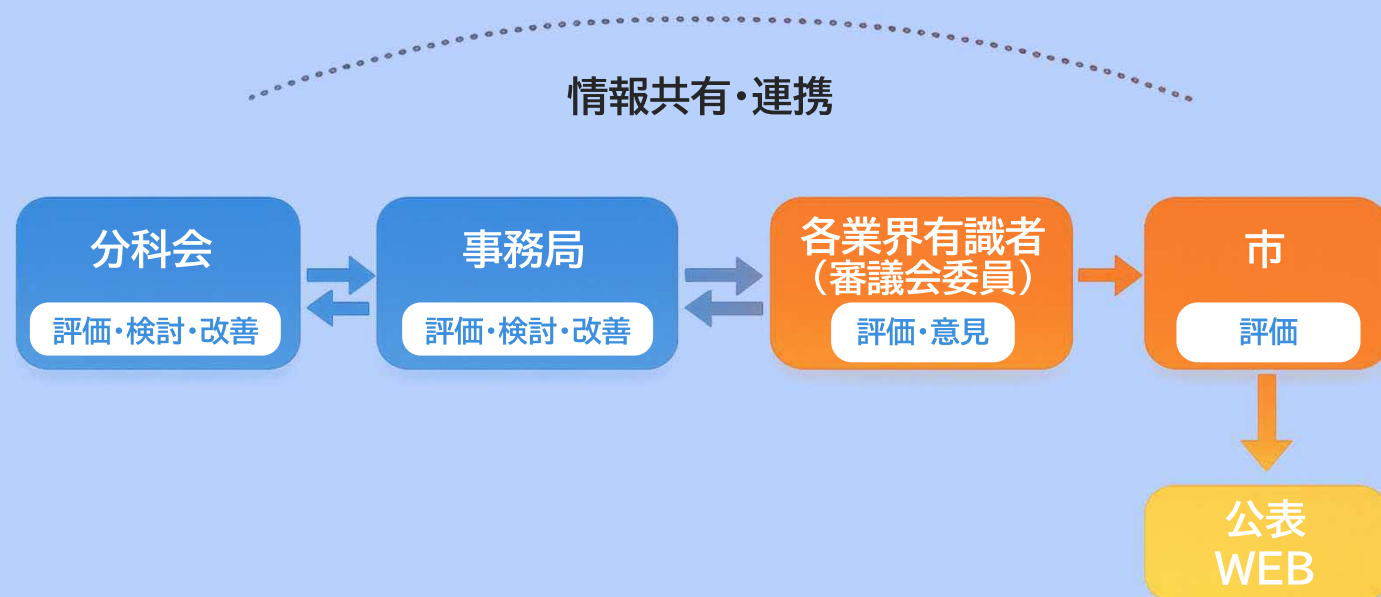 情報共有・連携
分科会
評価・検討・改善
事務局
評価・検討・改善
各業界有識者
（審議会委員）
評価・意見
市
評価
公表
WEB